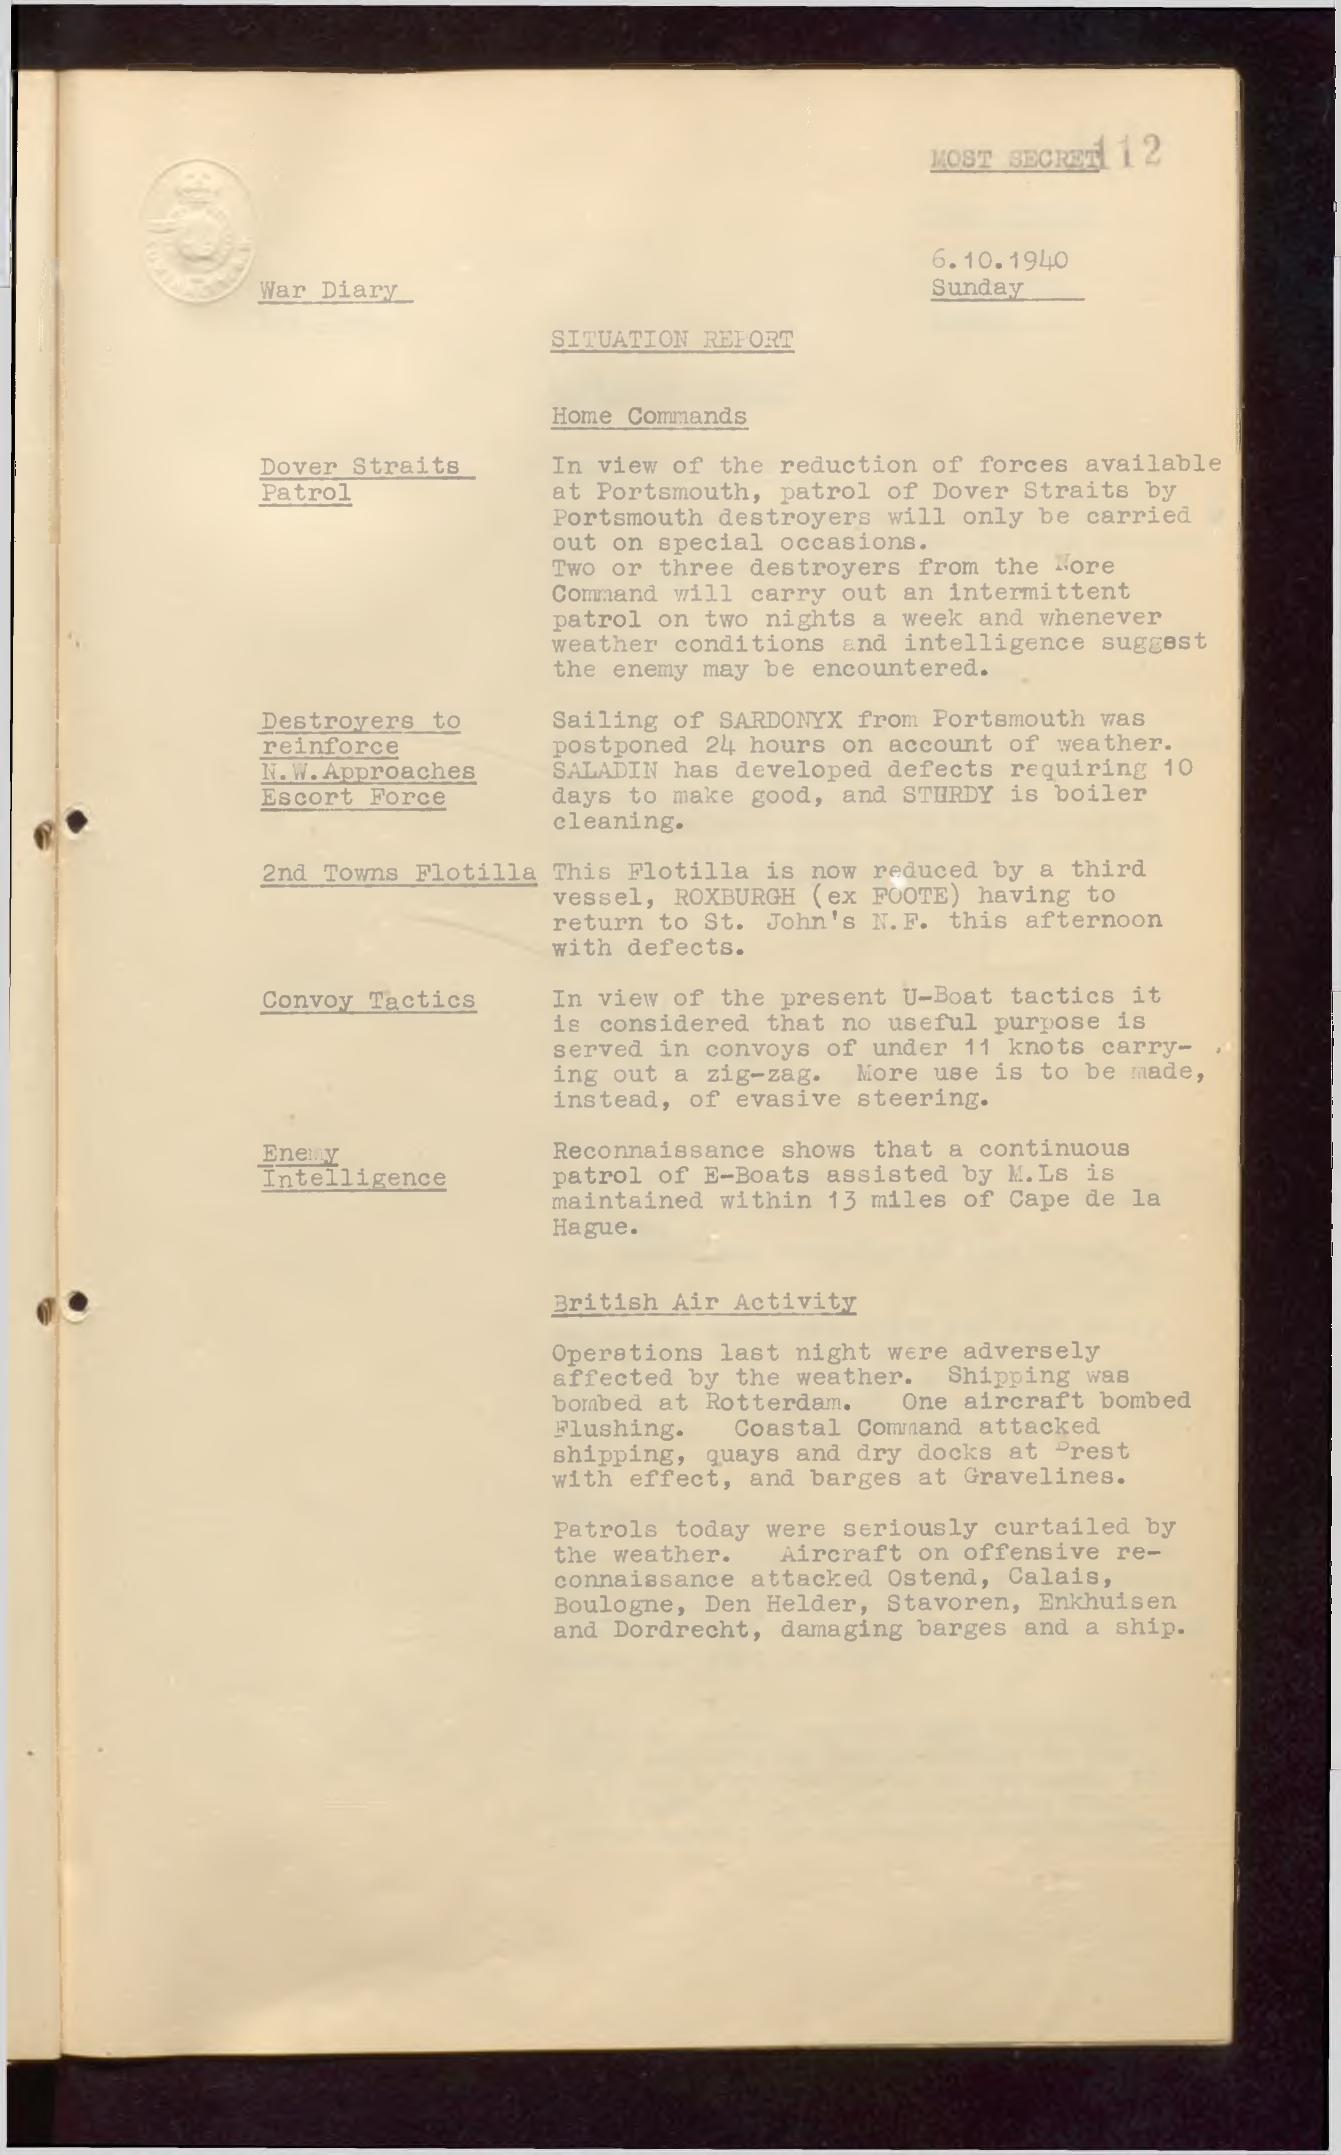 MOST SECRET 112
6.10.1940
War Diary Sunday
SITUATION REPORT
Home Commands
Dover Straits In view of the reduction of forces available
Patrol at Portsmouth, patrol of Dover Straits by
Portsmouth destroyers will only be carried
out on special occasions.
Two or three destroyers from the Nore
Command will carry out an intermittent
patrol on two nights a week and whenever
weather conditions and intelligence suggest
the enemy may be encountered.
Destroyers to Sailing of SARDONYX from Portsmouth was
reinforce postponed 24 hours on account of weather.
N.W.Approaches SALADIN has developed defects requiring 10
Escort Force days to make good, and STURDY is boiler
cleaning.
2nd Towns Flotilla This Flotilla is now reduced by a third
vessel, ROXBURGH (ex FOOTE) having to
return to St. John's N.F. this afternoon
with defects.
Convoy Tactics In view of the present U-Boat tactics it
is considered that no useful purpose is
served in convoys of under 11 knots carry-
ing out a zig-zag. More use is to be made,
instead, of evasive steering.
Enemy Reconnaissance shows that a continuous
Intelligence patrol of E-Boats assisted by M.Ls is
maintained within 13 miles of Cape de la
Hague.
British Air Activity
Operations last night were adversely
affected by the weather. Shipping was
bombed at Rotterdam. One aircraft bombed
Flushing. Coastal Command attacked
shipping, quays and dry docks at Brest
with effect, and barges at Gravelines.
Patrols today were seriously curtailed by
the weather. Aircraft on offensive re-
connaissance attacked Ostend, Calais,
Boulogne, Den Helder, Stavoren, Enkhuisen
and Dordrecht, damaging barges and a ship.